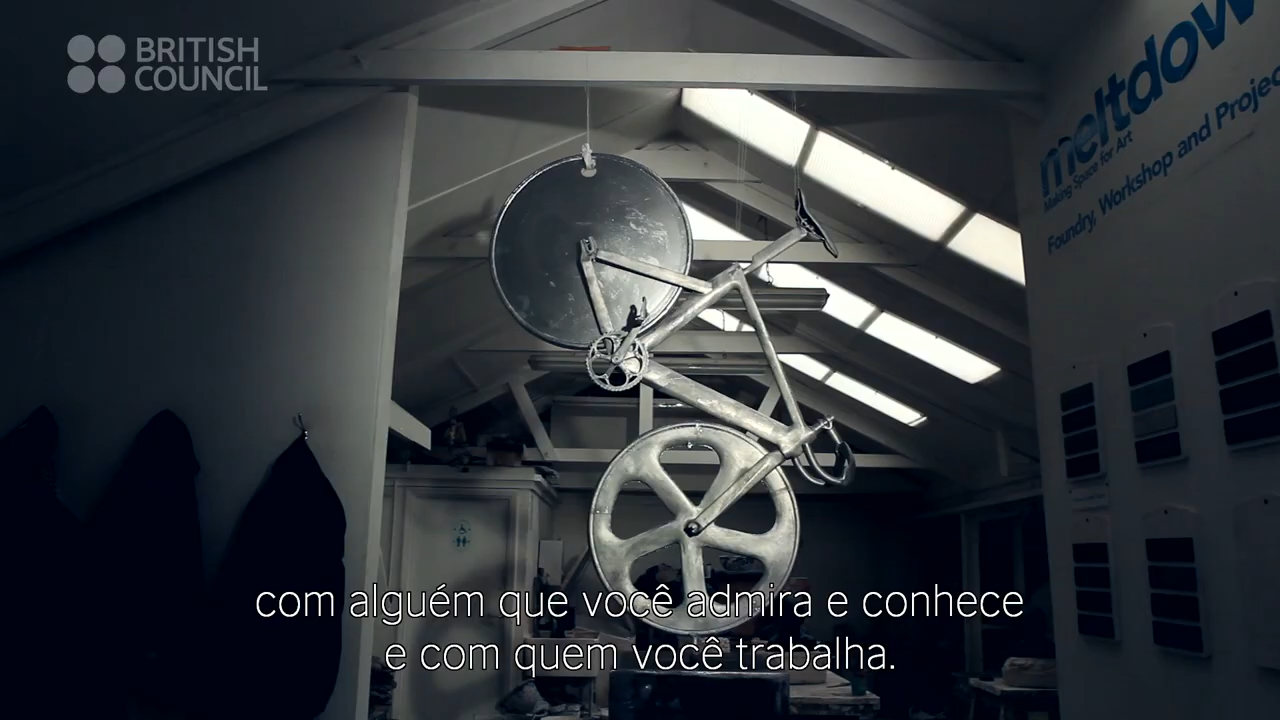 BRITISH
COUNCIL
meltdow
Making Space for Art
Foundry, Workshop and Projec
com alguém que você admira e conhece
e com quem você trabalha.